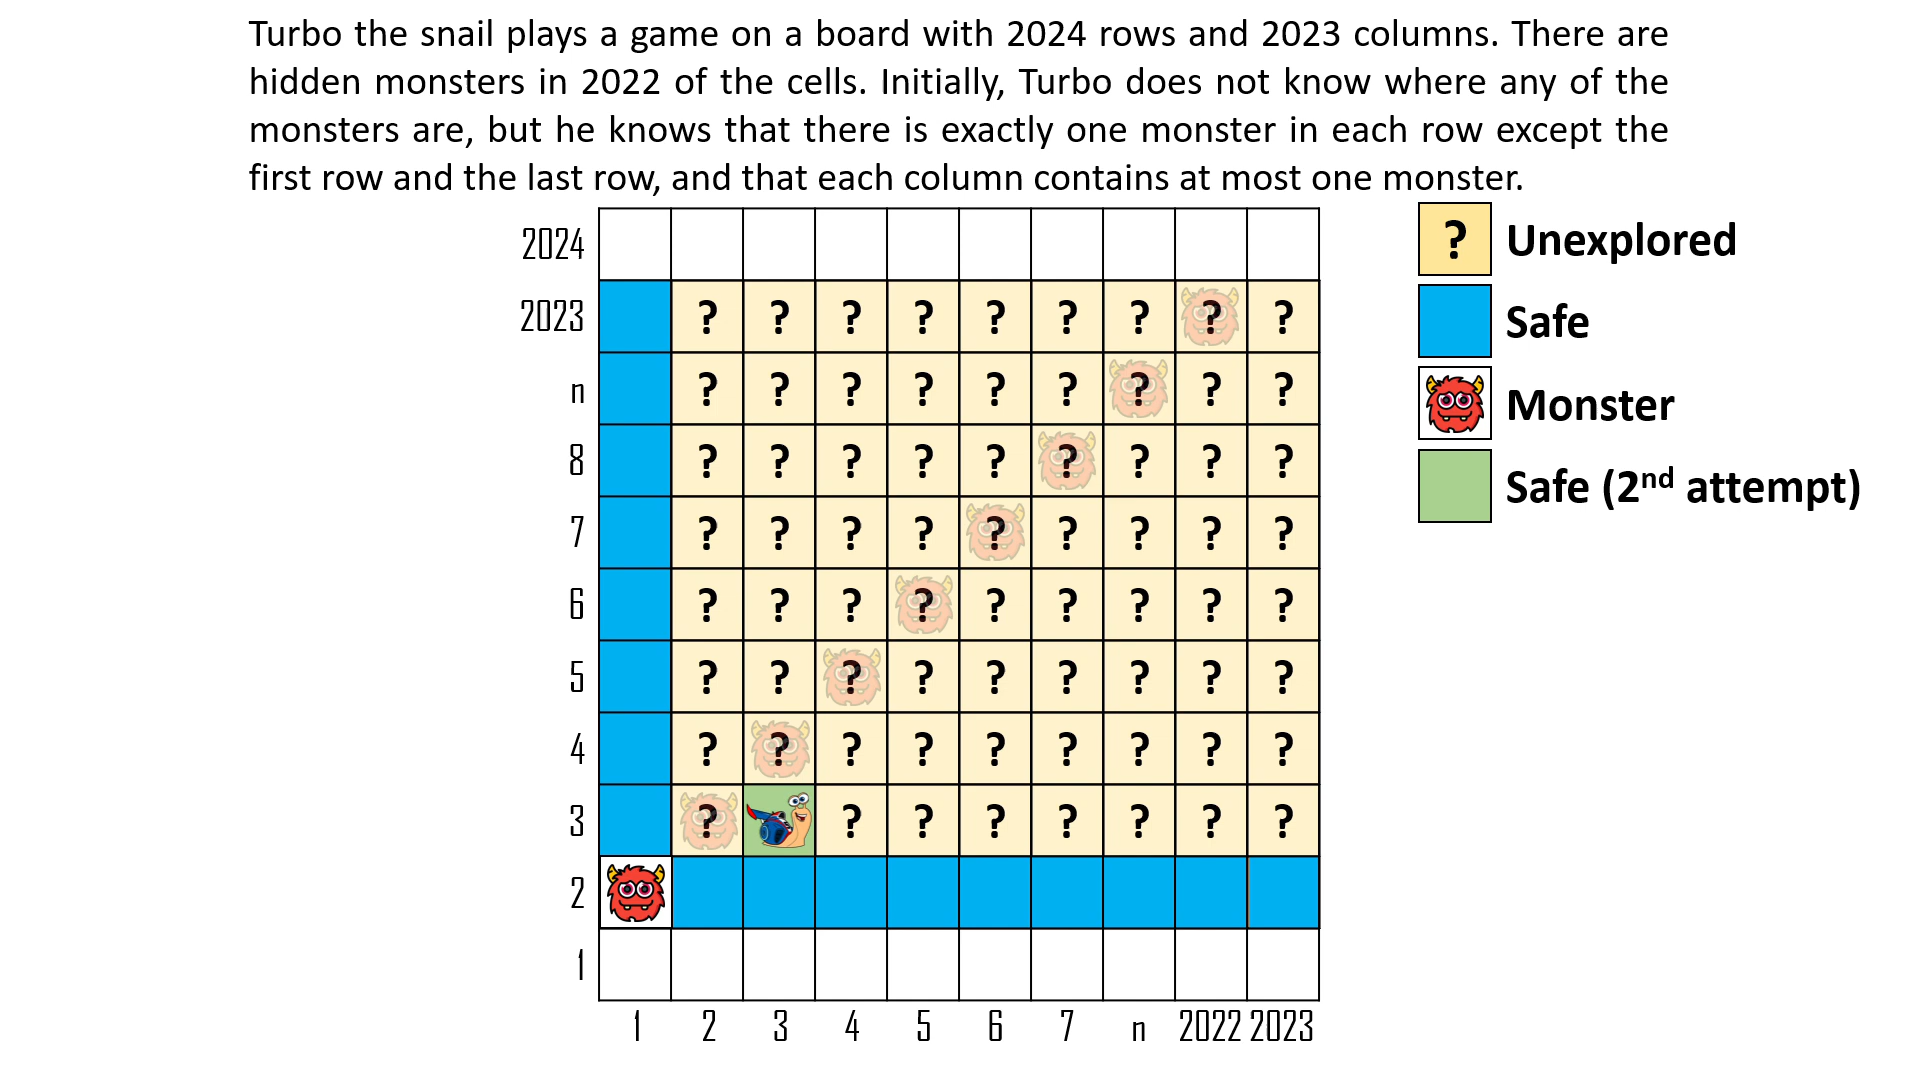 Turbo the snail plays a game on a board with 2024 rows and 2023 columns. There are
hidden monsters in 2022 of the cells. Initially, Turbo does not know where any of the
monsters are, but he knows that there is exactly one monster in each row except the
first row and the last row, and that each column contains at most one monster.
2024
2023 ? ? ? ? ? ? ? ? ?
n ? ? ? ? ? ? ? ? ?
8 ? ? ? ? ? ? ? ? ?
7 ? ? ? ? ? ? ? ? ?
6 ? ? ? ? ? ? ? ? ?
5 ? ? ? ? ? ? ? ? ?
4 ? ? ? ? ? ? ? ? ?
3 ? ? ? ? ? ? ? ?
2
1
1 2 3 4 5 6 7 n 2022 2023
? Unexplored
Safe
Monster
Safe (2nd attempt)